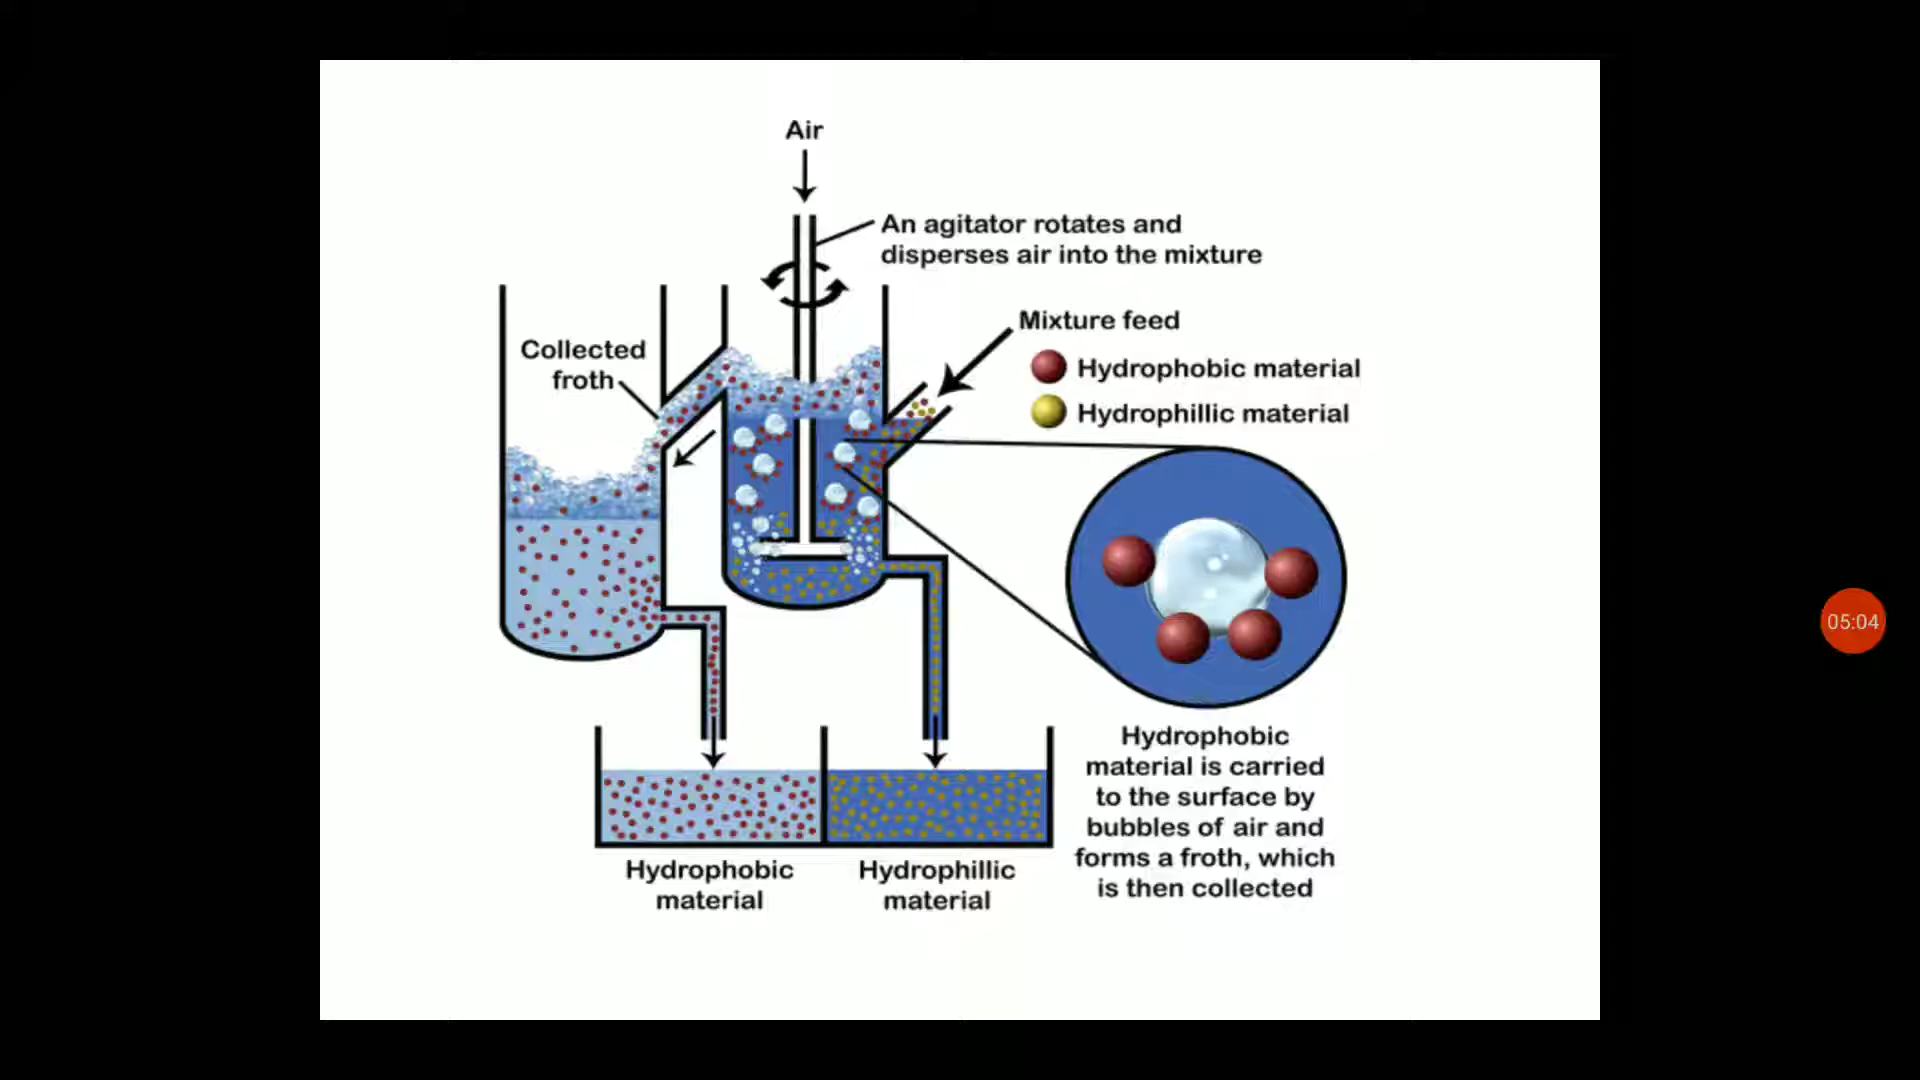 Air
An agitator rotates and
disperses air into the mixture
Mixture feed
Hydrophobic material
Hydrophillic material
Collected
froth
05:04
Hydrophobic
material is carried
to the surface by
bubbles of air and
forms a froth, which
is then collected
Hydrophobic
material
Hydrophillic
material